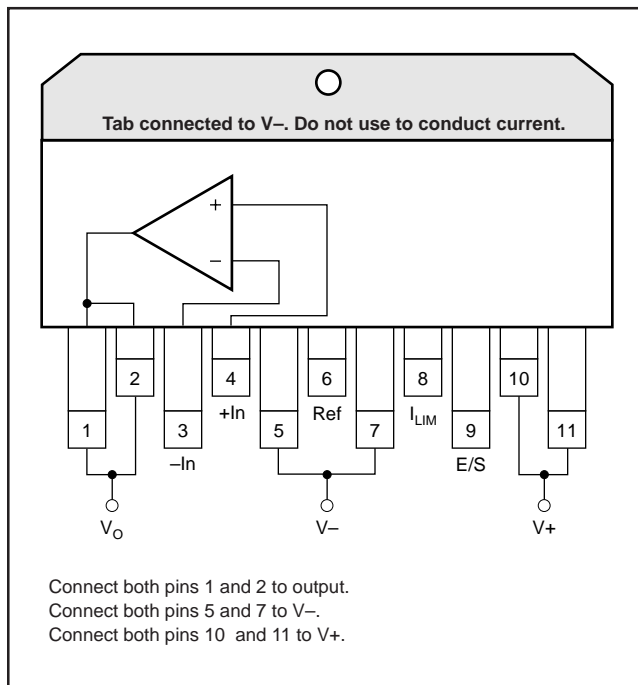 Tab connected to V–. Do not use to conduct current.
+
–
2
4
6
8
10
1
3
5
7
9
11
+In
Ref
I_LIM
–In
E/S
V_O
V–
V+
Connect both pins 1 and 2 to output.
Connect both pins 5 and 7 to V–.
Connect both pins 10 and 11 to V+.